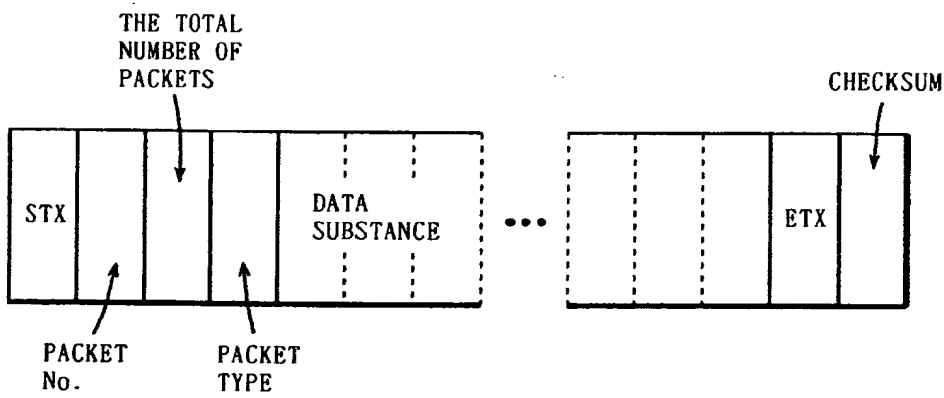 THE TOTAL
NUMBER OF
PACKETS
CHECKSUM
STX
DATA
SUBSTANCE
ETX
PACKET
No.
PACKET
TYPE